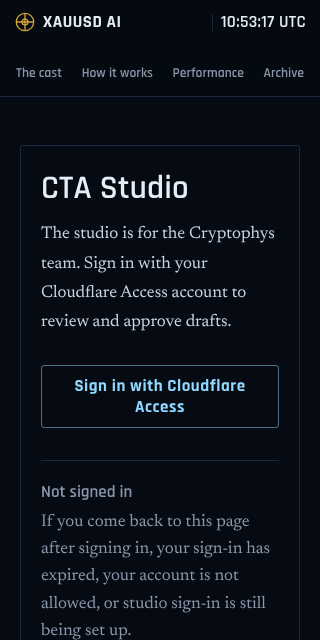 XAUUSD AI
10:53:17 UTC
The cast
How it works
Performance
Archive
CTA Studio
The studio is for the Cryptophys
team. Sign in with your
Cloudflare Access account to
review and approve drafts.
Sign in with Cloudflare
Access
Not signed in
If you come back to this page
after signing in, your sign-in has
expired, your account is not
allowed, or studio sign-in is still
being set up.